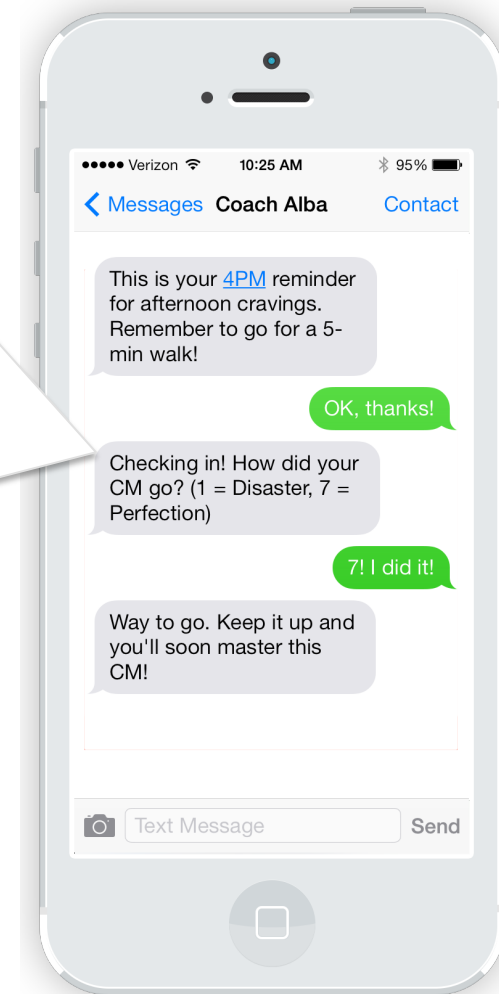 Verizon 10:25 AM 95%
Messages Coach Alba Contact
This is your 4PM reminder
for afternoon cravings.
Remember to go for a 5-
min walk!
OK, thanks!
Checking in! How did your
CM go? (1 = Disaster, 7 =
Perfection)
7! I did it!
Way to go. Keep it up and
you'll soon master this
CM!
Text Message Send